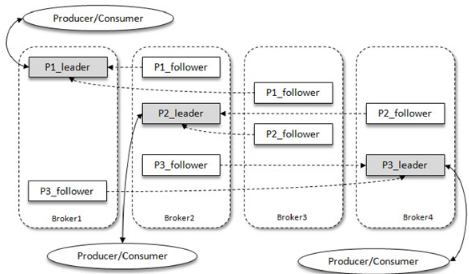 Producer/Consumer
P1_leader
P1_follower
P1_follower
P2_leader
P2_follower
P2_follower
P3_follower
P3_leader
P3_follower
Broker1
Broker2
Broker3
Broker4
Producer/Consumer
Producer/Consumer